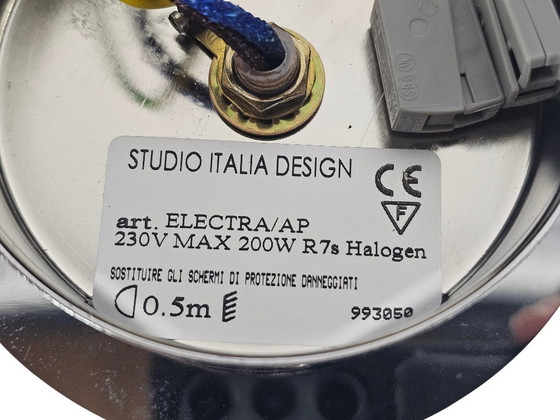 STUDIO ITALIA DESIGN
CE
F
art. ELECTRA/AP
230V MAX 200W R7s Halogen
SOSTITUIRE GLI SCHERMI DI PROTEZIONE DANNEGGIATI
0.5m
993050